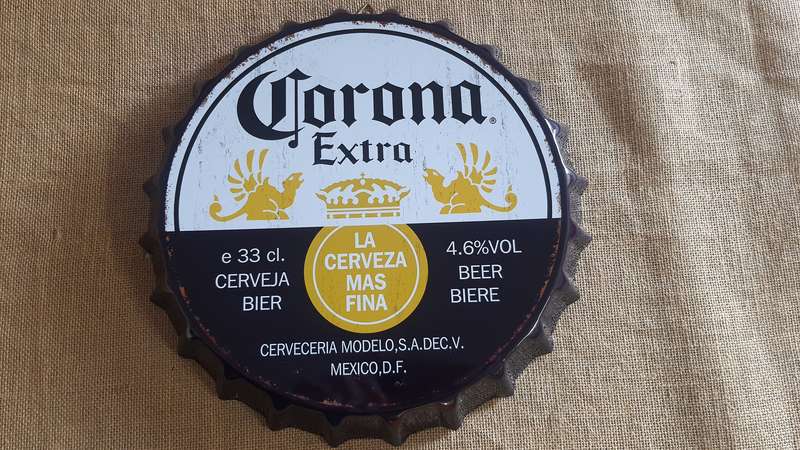 Corona®
Extra
LA
CERVEZA
MAS
FINA
e 33 cl.
CERVEJA
BIER
4.6%VOL
BEER
BIERE
CERVECERIA MODELO,S.A.DEC.V.
MEXICO,D.F.